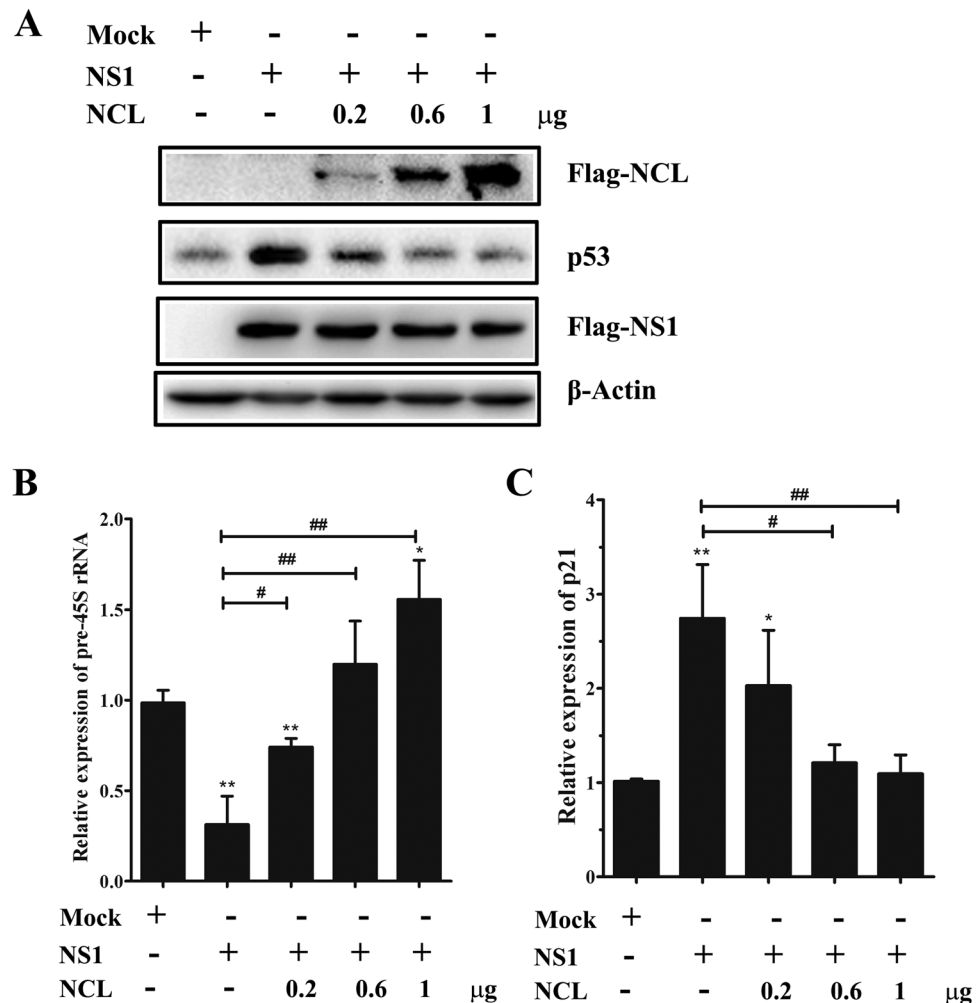 A
Mock + - - - -
NS1 - + + + +
NCL - - 0.2 0.6 1 μg
Flag-NCL
p53
Flag-NS1
β-Actin
B
Relative expression of pre-45S rRNA
2.0
1.5
1.0
0.5
0.0
##
##
#
**
**
*
Mock + - - - -
NS1 - + + + +
NCL - - 0.2 0.6 1 μg
C
Relative expression of p21
4
3
2
1
0
##
#
**
*
Mock + - - - -
NS1 - + + + +
NCL - - 0.2 0.6 1 μg